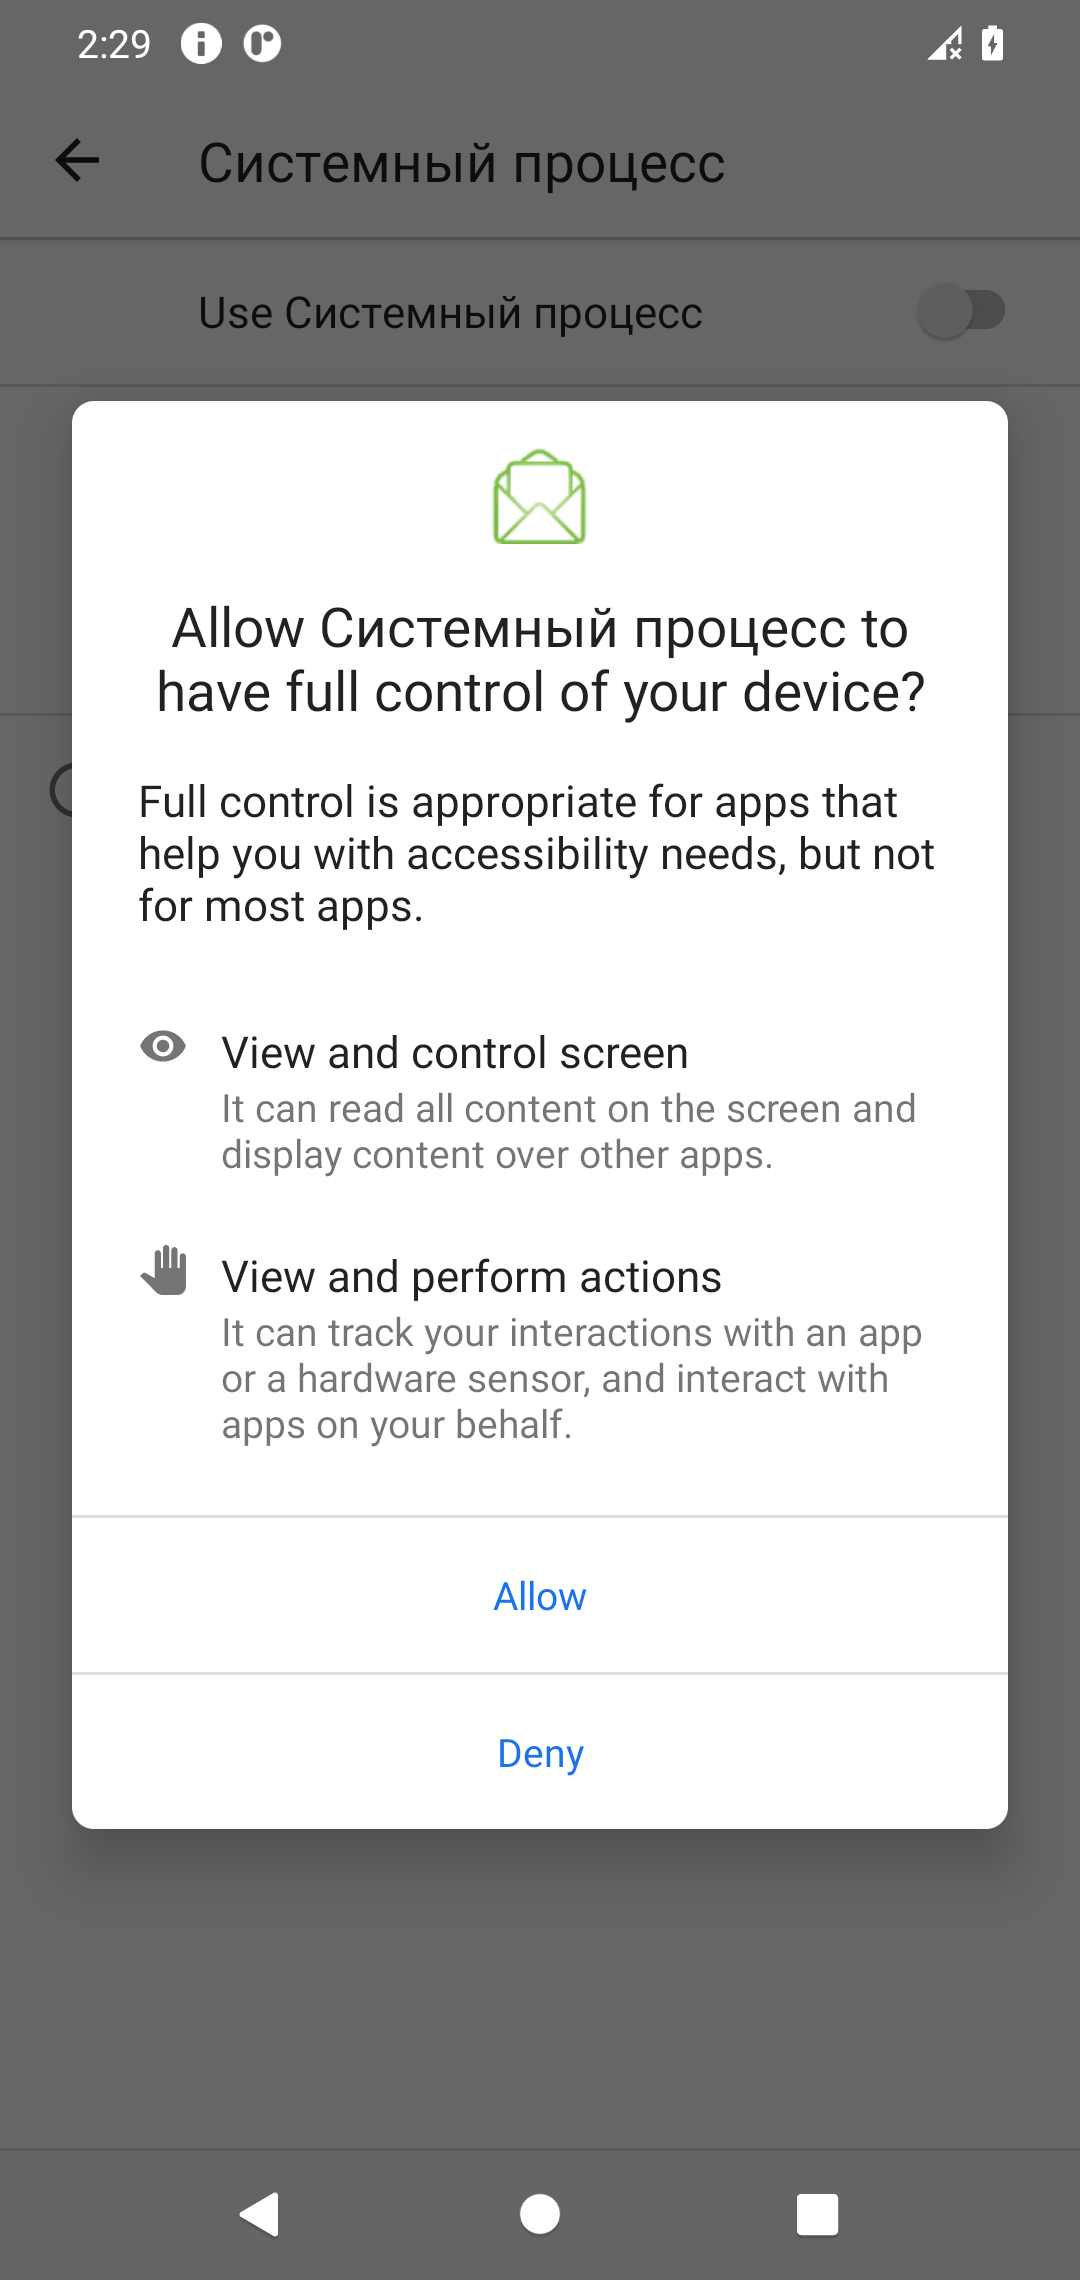 2:29
Системный процесс
Use Системный процесс
Allow Системный процесс to
have full control of your device?
Full control is appropriate for apps that
help you with accessibility needs, but not
for most apps.
View and control screen
It can read all content on the screen and
display content over other apps.
View and perform actions
It can track your interactions with an app
or a hardware sensor, and interact with
apps on your behalf.
Allow
Deny